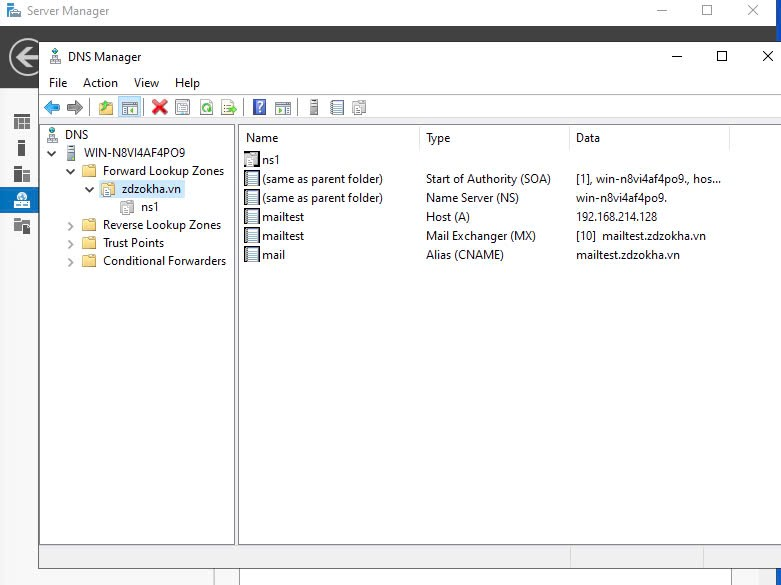 Server Manager
DNS Manager
File Action View Help
DNS
WIN-N8VI4AF4PO9
Forward Lookup Zones
zdzokha.vn
ns1
Reverse Lookup Zones
Trust Points
Conditional Forwarders
Name Type Data
ns1
(same as parent folder) Start of Authority (SOA) [1], win-n8vi4af4po9., hos...
(same as parent folder) Name Server (NS) win-n8vi4af4po9.
mailtest Host (A) 192.168.214.128
mailtest Mail Exchanger (MX) [10] mailtest.zdzokha.vn
mail Alias (CNAME) mailtest.zdzokha.vn